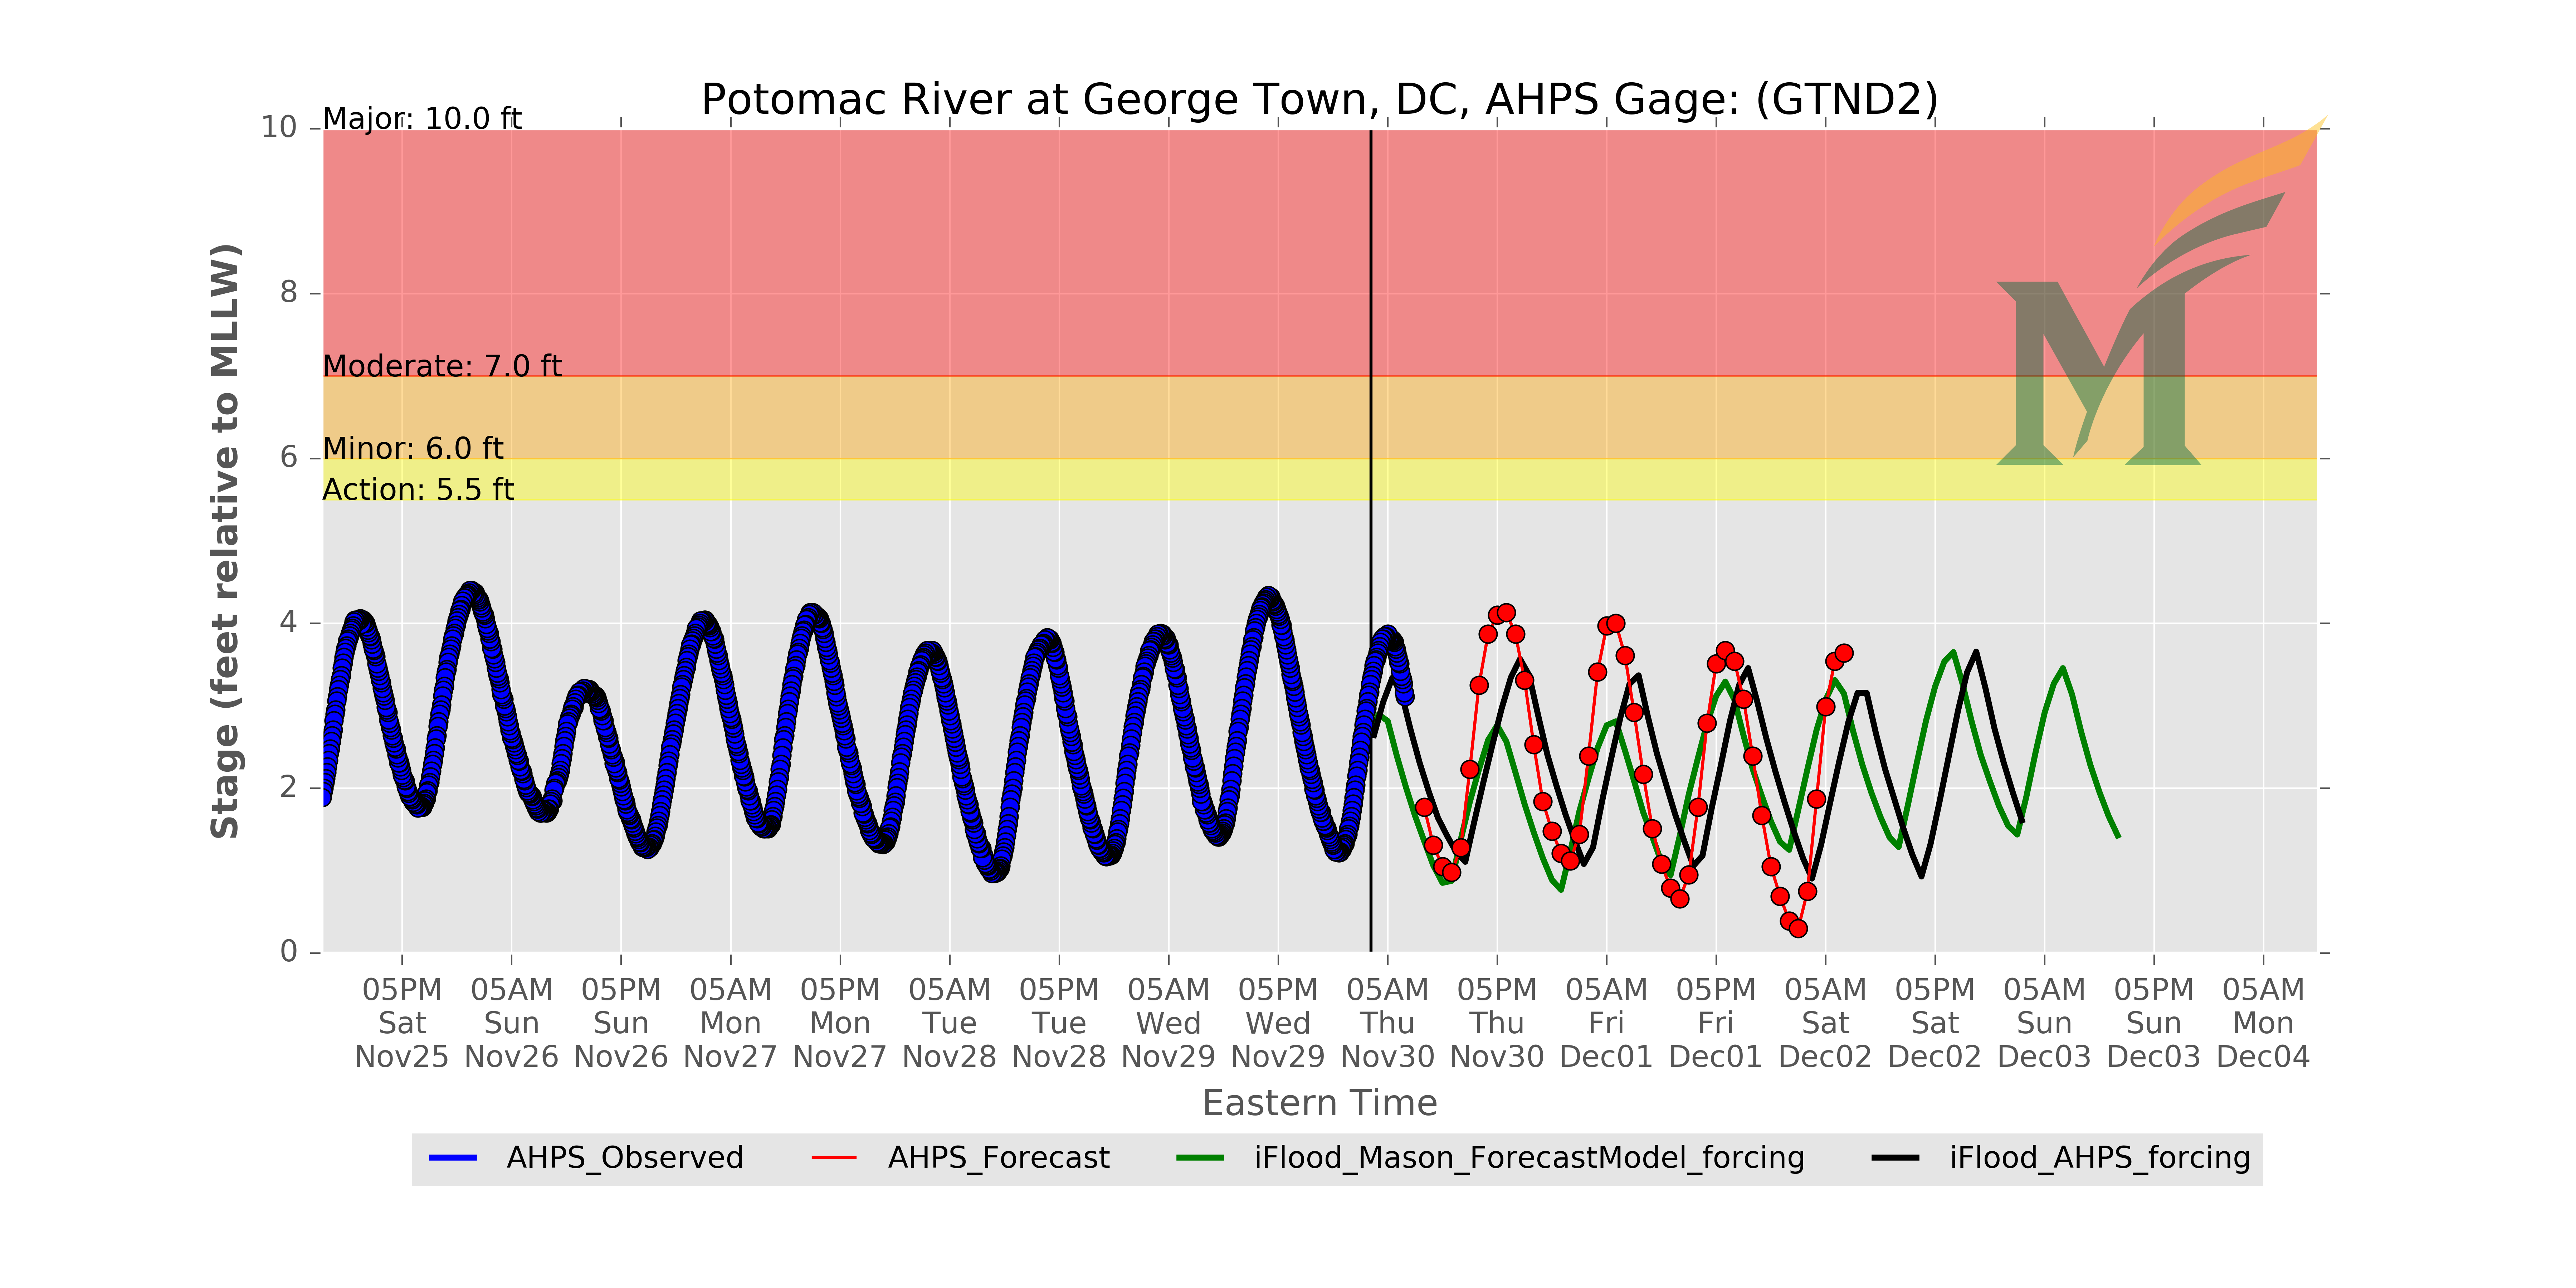 Potomac River at George Town, DC, AHPS Gage: (GTND2)
Major: 10.0 ft
Moderate: 7.0 ft
Minor: 6.0 ft
Action: 5.5 ft
Stage (feet relative to MLLW)
10
8
6
4
2
0
05PM 05AM 05PM 05AM 05PM 05AM 05PM 05AM 05PM 05AM 05PM 05AM 05PM 05AM 05PM 05AM 05PM 05AM
Sat Sun Sun Mon Mon Tue Tue Wed Wed Thu Thu Fri Fri Sat Sat Sun Sun Mon
Nov25 Nov26 Nov26 Nov27 Nov27 Nov28 Nov28 Nov29 Nov29 Nov30 Nov30 Dec01 Dec01 Dec02 Dec02 Dec03 Dec03 Dec04
Eastern Time
AHPS_Observed AHPS_Forecast iFlood_Mason_ForecastModel_forcing iFlood_AHPS_forcing
M